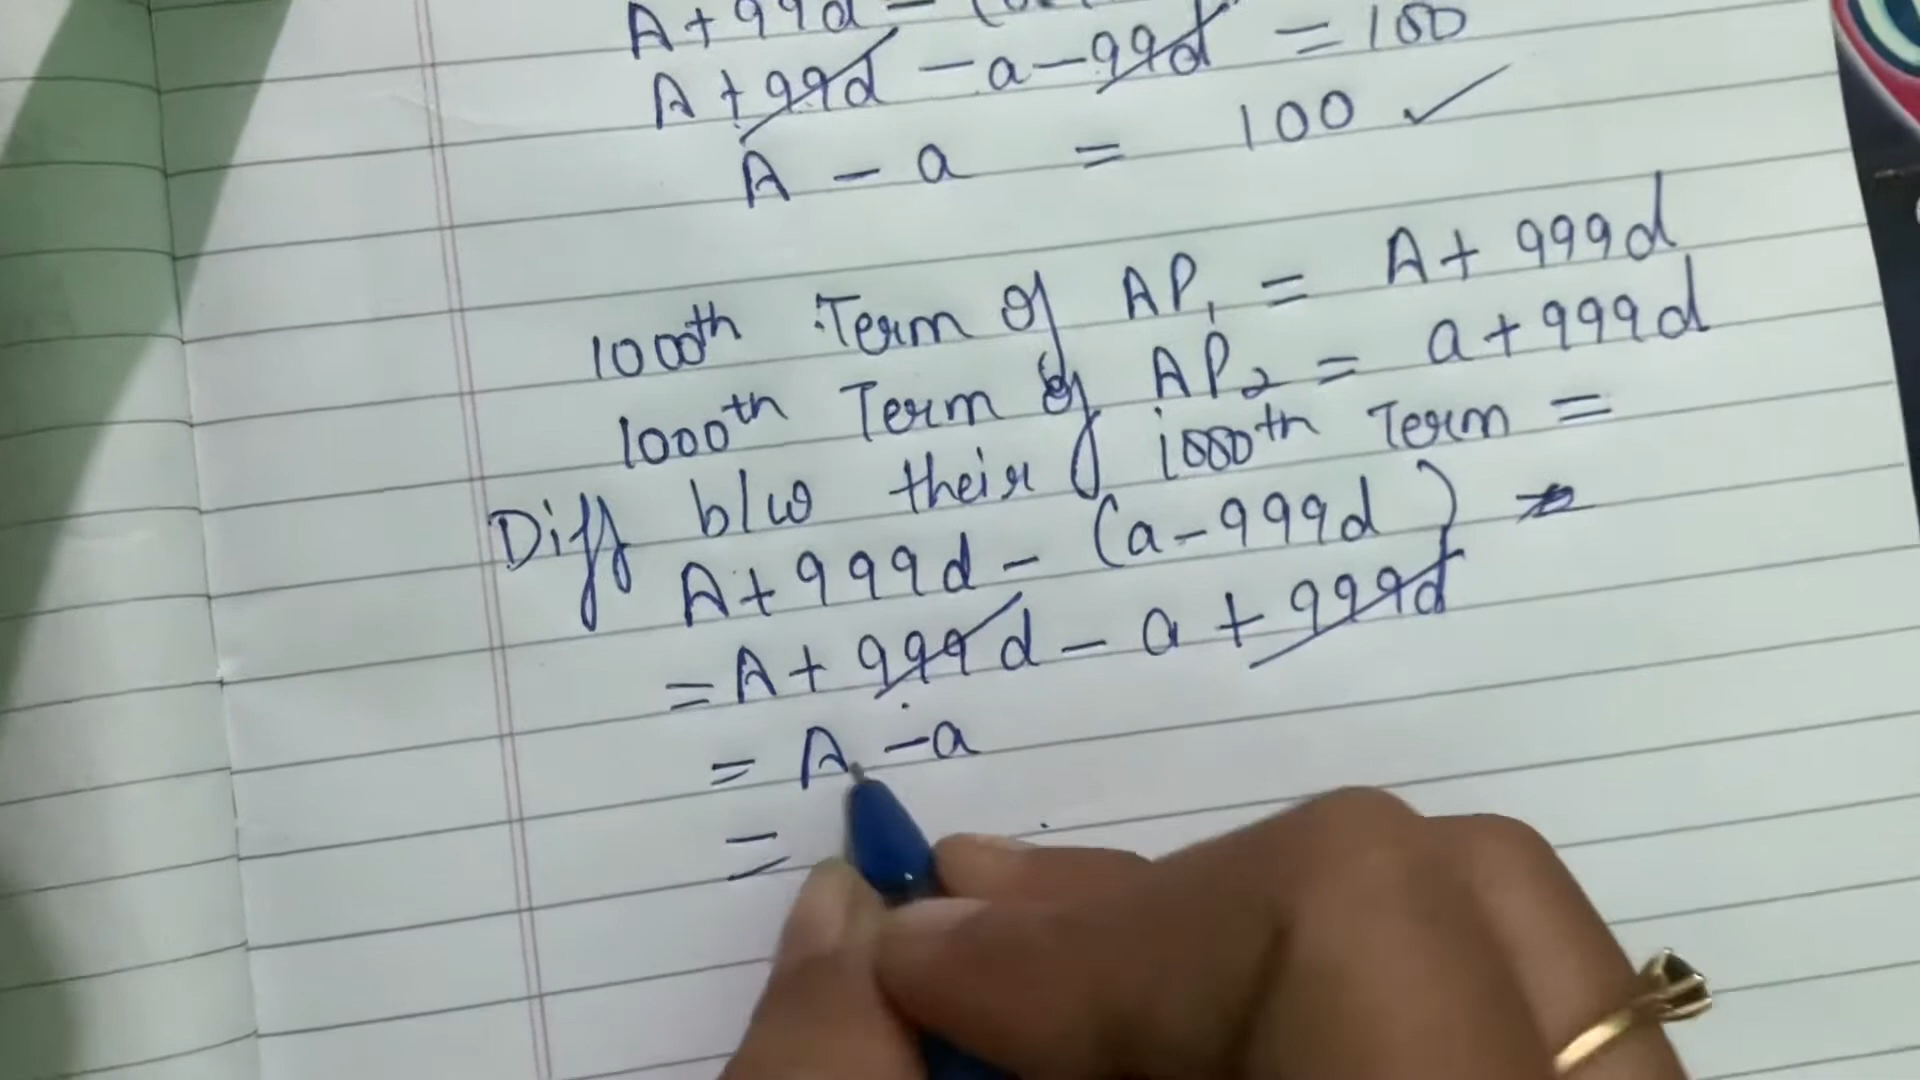 A + 99d - (
A + 99d - a - 99d = 100
A - a = 100 ✓
1000th Term of AP1 = A + 999d
1000th Term of AP2 = a + 999d
Diff b/w their 1000th Term =
A + 999d - (a - 999d)
= A + 999d - a + 999d
= A - a
=